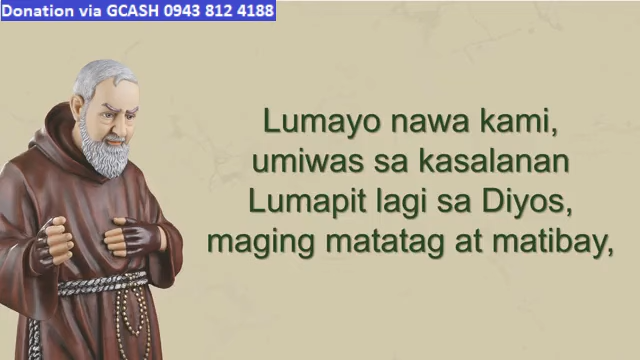 Donation via GCASH 0943 812 4188
Lumayo nawa kami,
umiwas sa kasalanan
Lumapit lagi sa Diyos,
maging matatag at matibay,